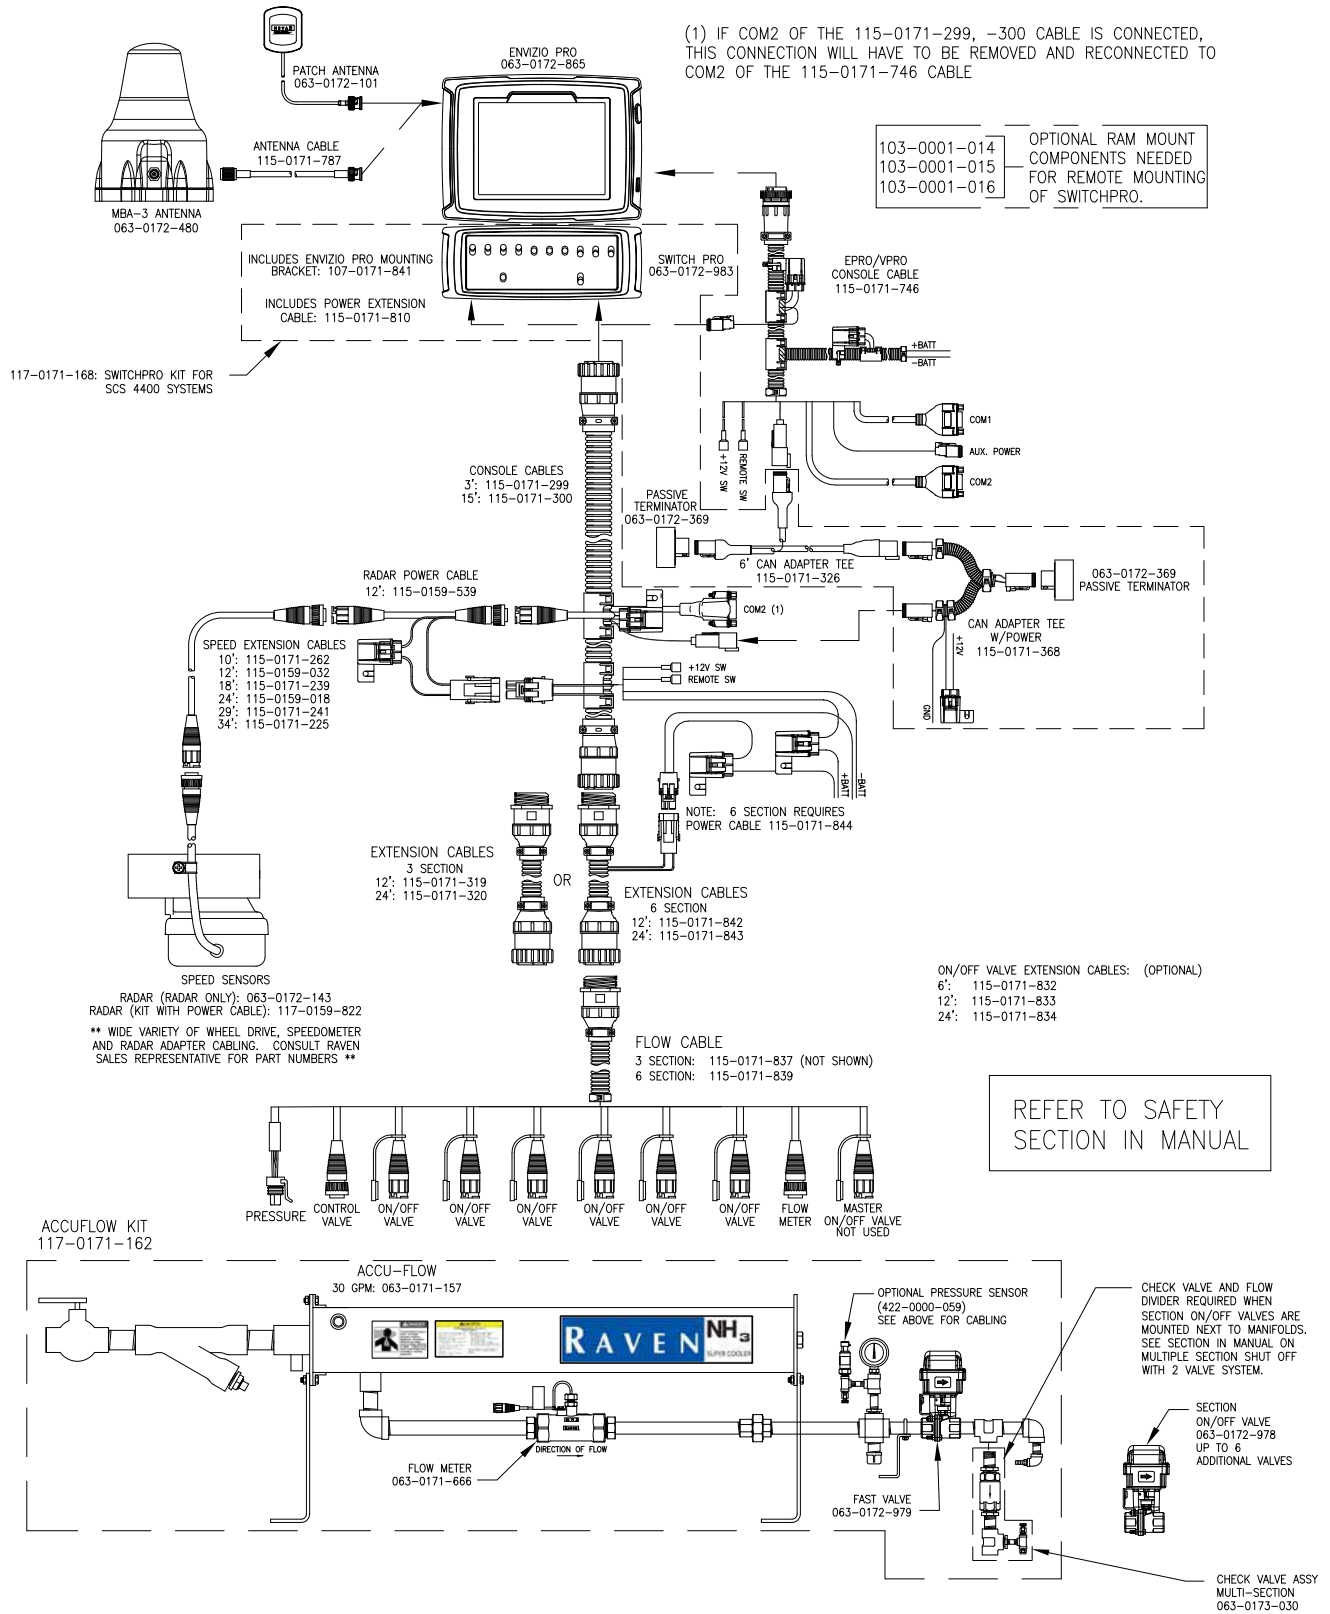 (1) IF COM2 OF THE 115-0171-299, -300 CABLE IS CONNECTED,
THIS CONNECTION WILL HAVE TO BE REMOVED AND RECONNECTED TO
COM2 OF THE 115-0171-746 CABLE
ENVIZIO PRO
063-0172-865
PATCH ANTENNA
063-0172-101
ANTENNA CABLE
115-0171-787
MBA-3 ANTENNA
063-0172-480
103-0001-014
103-0001-015
103-0001-016
OPTIONAL RAM MOUNT
COMPONENTS NEEDED
FOR REMOTE MOUNTING
OF SWITCHPRO.
INCLUDES ENVIZIO PRO MOUNTING
BRACKET: 107-0171-841
INCLUDES POWER EXTENSION
CABLE: 115-0171-810
SWITCH PRO
063-0172-983
EPRO/VPRO
CONSOLE CABLE
115-0171-746
+BATT
-BATT
117-0171-168: SWITCHPRO KIT FOR
SCS 4400 SYSTEMS
COM1
AUX. POWER
COM2
+12V SW
REMOTE SW
CONSOLE CABLES
3': 115-0171-299
15': 115-0171-300
PASSIVE
TERMINATOR
063-0172-369
6' CAN ADAPTER TEE
115-0171-326
063-0172-369
PASSIVE TERMINATOR
CAN ADAPTER TEE
W/POWER
115-0171-368
+12V
GND
RADAR POWER CABLE
12': 115-0159-539
COM2 (1)
SPEED EXTENSION CABLES
10': 115-0171-262
12': 115-0159-032
18': 115-0171-239
24': 115-0159-018
29': 115-0171-241
34': 115-0171-225
+12V SW
REMOTE SW
+BATT
-BATT
NOTE: 6 SECTION REQUIRES
POWER CABLE 115-0171-844
EXTENSION CABLES
3 SECTION
12': 115-0171-319
24': 115-0171-320
OR
EXTENSION CABLES
6 SECTION
12': 115-0171-842
24': 115-0171-843
SPEED SENSORS
RADAR (RADAR ONLY): 063-0172-143
RADAR (KIT WITH POWER CABLE): 117-0159-822
** WIDE VARIETY OF WHEEL DRIVE, SPEEDOMETER
AND RADAR ADAPTER CABLING. CONSULT RAVEN
SALES REPRESENTATIVE FOR PART NUMBERS **
ON/OFF VALVE EXTENSION CABLES: (OPTIONAL)
6': 115-0171-832
12': 115-0171-833
24': 115-0171-834
FLOW CABLE
3 SECTION: 115-0171-837 (NOT SHOWN)
6 SECTION: 115-0171-839
REFER TO SAFETY
SECTION IN MANUAL
PRESSURE
CONTROL
VALVE
ON/OFF
VALVE
ON/OFF
VALVE
ON/OFF
VALVE
ON/OFF
VALVE
ON/OFF
VALVE
ON/OFF
VALVE
FLOW
METER
MASTER
ON/OFF VALVE
NOT USED
ACCUFLOW KIT
117-0171-162
ACCU-FLOW
30 GPM: 063-0171-157
RAVEN NH3
SUPER COOLER
OPTIONAL PRESSURE SENSOR
(422-0000-059)
SEE ABOVE FOR CABLING
CHECK VALVE AND FLOW
DIVIDER REQUIRED WHEN
SECTION ON/OFF VALVES ARE
MOUNTED NEXT TO MANIFOLDS.
SEE SECTION IN MANUAL ON
MULTIPLE SECTION SHUT OFF
WITH 2 VALVE SYSTEM.
SECTION
ON/OFF VALVE
063-0172-978
UP TO 6
ADDITIONAL VALVES
DIRECTION OF FLOW
FLOW METER
063-0171-666
FAST VALVE
063-0172-979
CHECK VALVE ASSY
MULTI-SECTION
063-0173-030